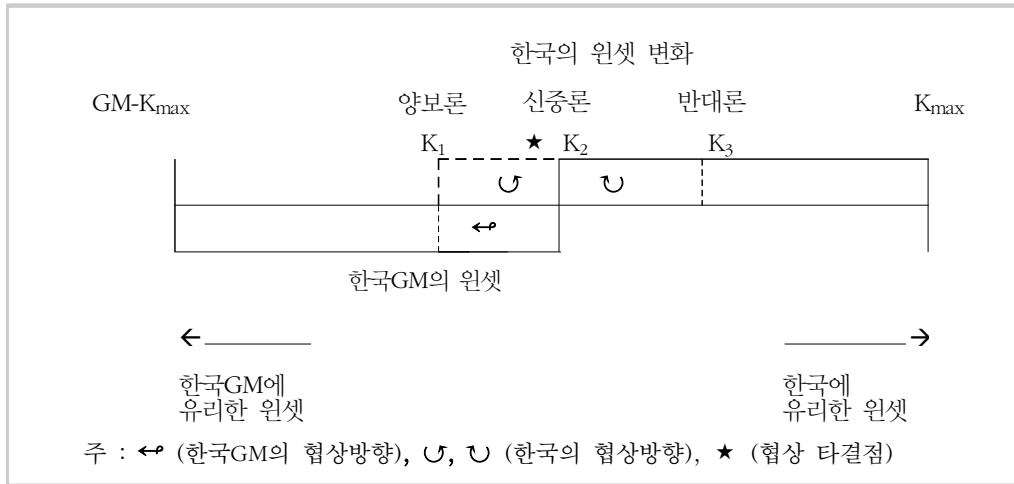 한국의 윈셋 변화
GM-Kmax 양보론 신중론 반대론 Kmax
K1 ★ K2 K3
한국GM의 윈셋
한국GM에 한국에
유리한 윈셋 유리한 윈셋
주 : ↫ (한국GM의 협상방향), ↺, ↻ (한국의 협상방향), ★ (협상 타결점)